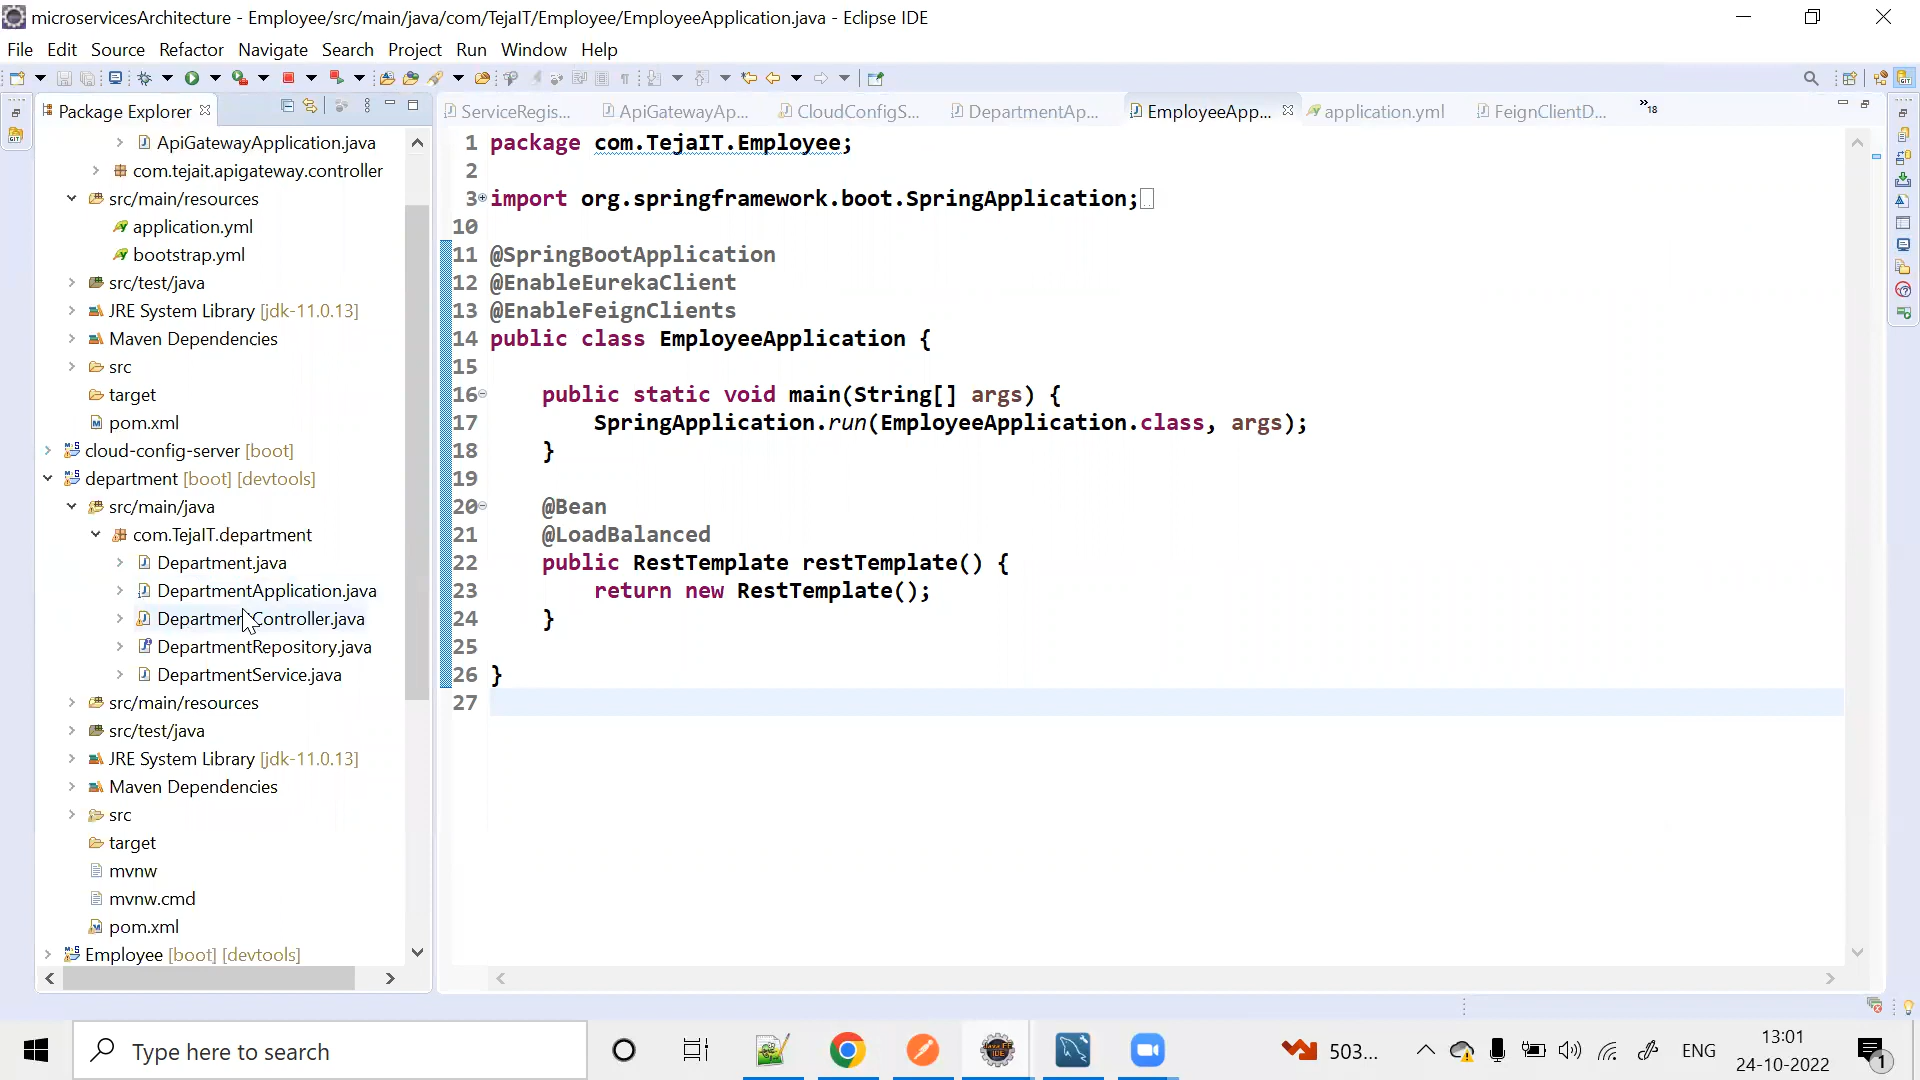 microservicesArchitecture - Employee/src/main/java/com/TejaIT/Employee/EmployeeApplication.java - Eclipse IDE
File Edit Source Refactor Navigate Search Project Run Window Help
Package Explorer
ServiceRegis... ApiGatewayAp... CloudConfigS... DepartmentAp... EmployeeApp... application.yml FeignClientD... »18
ApiGatewayApplication.java
com.tejait.apigateway.controller
src/main/resources
application.yml
bootstrap.yml
src/test/java
JRE System Library [jdk-11.0.13]
Maven Dependencies
src
target
pom.xml
cloud-config-server [boot]
department [boot] [devtools]
src/main/java
com.TejaIT.department
Department.java
DepartmentApplication.java
DepartmentController.java
DepartmentRepository.java
DepartmentService.java
src/main/resources
src/test/java
JRE System Library [jdk-11.0.13]
Maven Dependencies
src
target
mvnw
mvnw.cmd
pom.xml
Employee [boot] [devtools]
1 package com.TejaIT.Employee;
2
3 import org.springframework.boot.SpringApplication;
10
11 @SpringBootApplication
12 @EnableEurekaClient
13 @EnableFeignClients
14 public class EmployeeApplication {
15
16 public static void main(String[] args) {
17 SpringApplication.run(EmployeeApplication.class, args);
18 }
19
20 @Bean
21 @LoadBalanced
22 public RestTemplate restTemplate() {
23 return new RestTemplate();
24 }
25
26 }
27
Type here to search
503...
ENG
13:01
24-10-2022
1